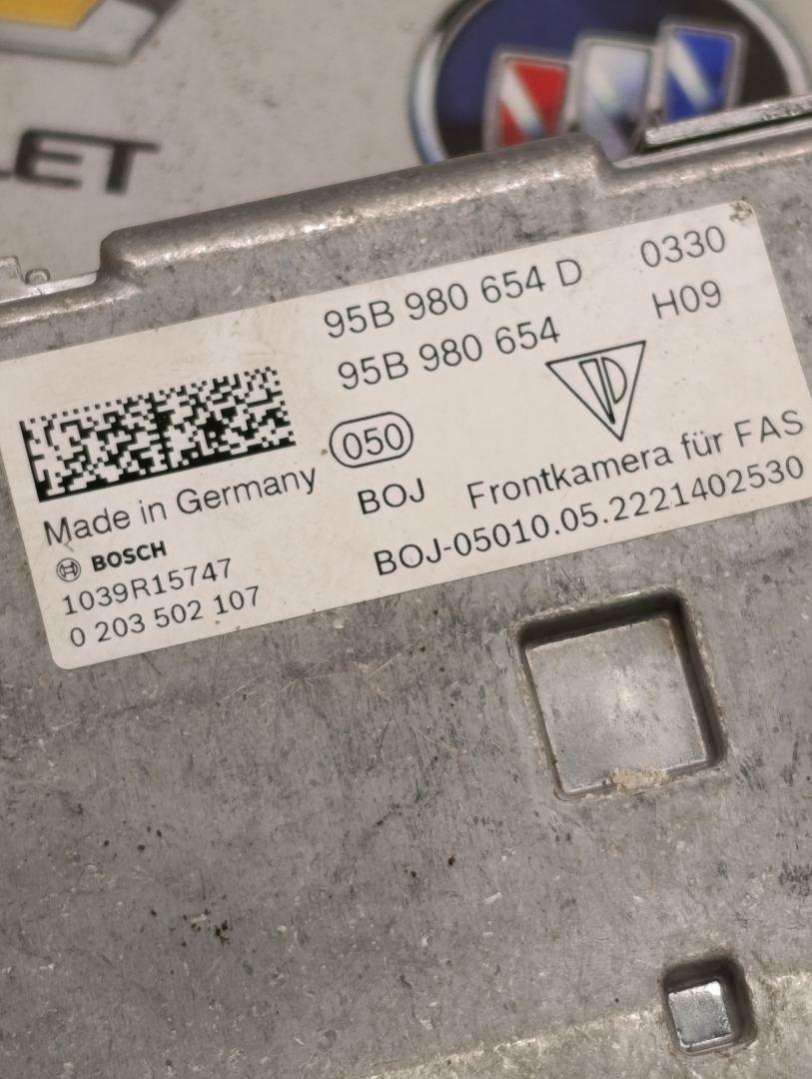 LET
95B 980 654 D 0330
95B 980 654 H09
050
Made in Germany
BOJ Frontkamera für FAS
BOSCH
BOJ-05010.05.2221402530
1039R15747
0 203 502 107